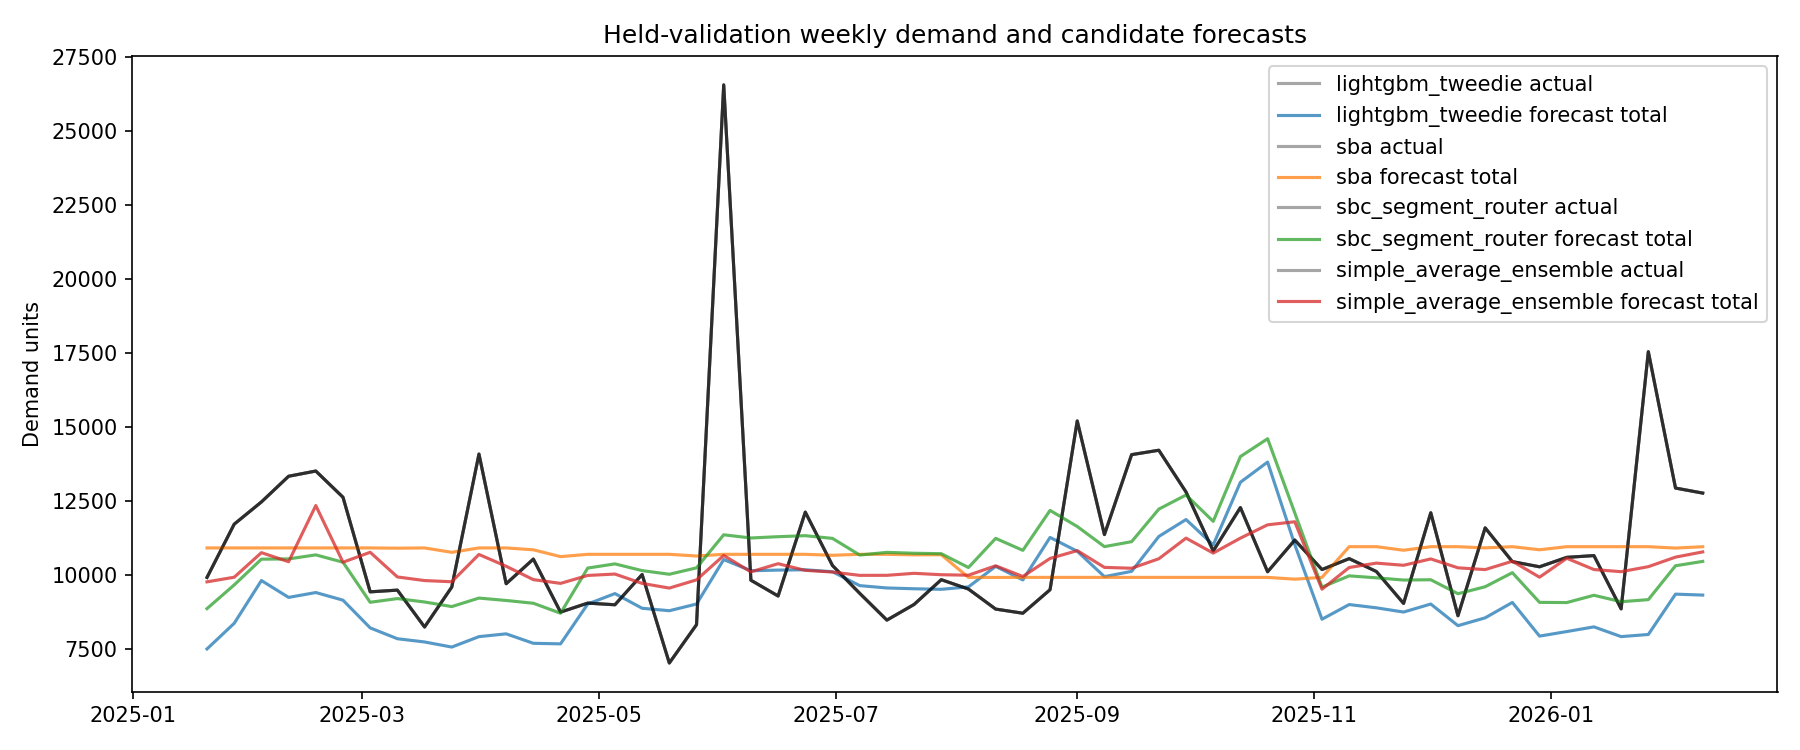 Held-validation weekly demand and candidate forecasts
27500
25000
22500
20000
17500
15000
12500
10000
7500
Demand units
lightgbm_tweedie actual
lightgbm_tweedie forecast total
sba actual
sba forecast total
sbc_segment_router actual
sbc_segment_router forecast total
simple_average_ensemble actual
simple_average_ensemble forecast total
2025-01
2025-03
2025-05
2025-07
2025-09
2025-11
2026-01